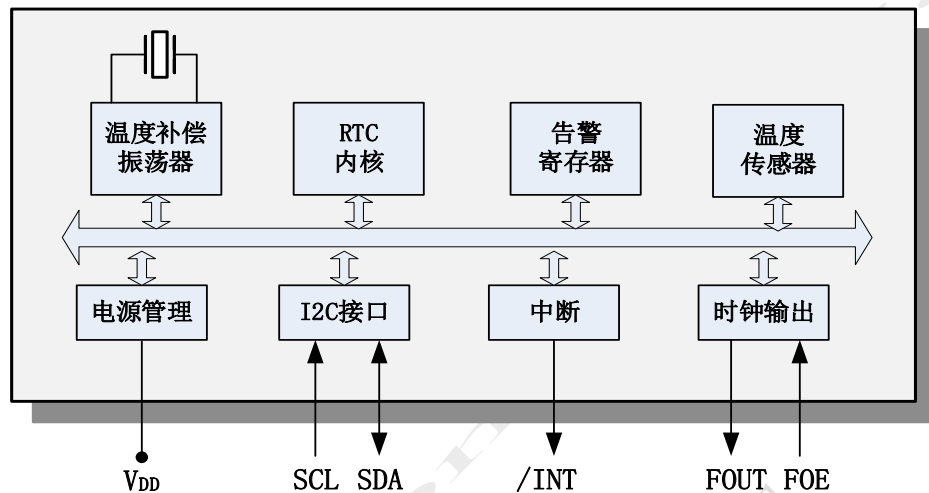 温度补偿
振荡器
RTC
内核
告警
寄存器
温度
传感器
电源管理
I2C接口
中断
时钟输出
VDD
SCL SDA
/INT
FOUT FOE